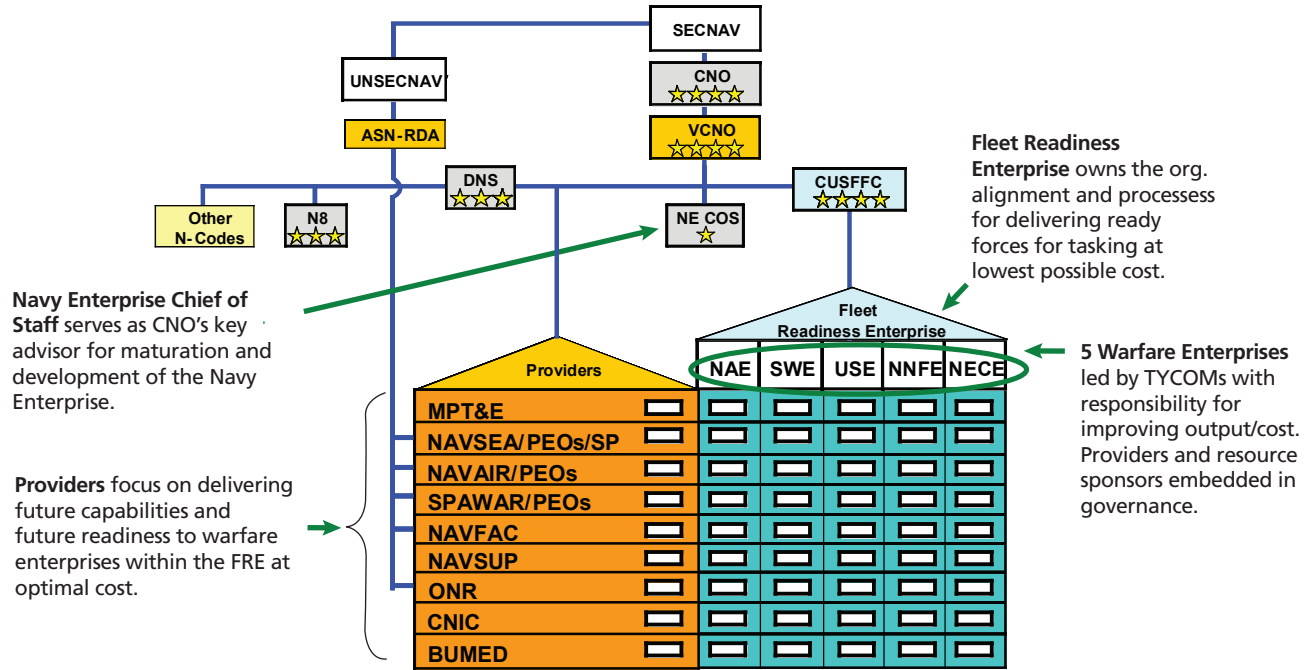 SECNAV
UNSECNAV
CNO
ASN-RDA
VCNO
DNS
CUSFFC
Other
N-Codes
N8
NE COS
Fleet Readiness
Enterprise owns the org.
alignment and processess
for delivering ready
forces for tasking at
lowest possible cost.
Navy Enterprise Chief of
Staff serves as CNO's key
advisor for maturation and
development of the Navy
Enterprise.
Fleet
Readiness Enterprise
Providers
NAE SWE USE NNFE NECE
5 Warfare Enterprises
led by TYCOMs with
responsibility for
improving output/cost.
Providers and resource
sponsors embedded in
governance.
Providers focus on delivering
future capabilities and
future readiness to warfare
enterprises within the FRE at
optimal cost.
MPT&E
NAVSEA/PEOs/SP
NAVAIR/PEOs
SPAWAR/PEOs
NAVFAC
NAVSUP
ONR
CNIC
BUMED